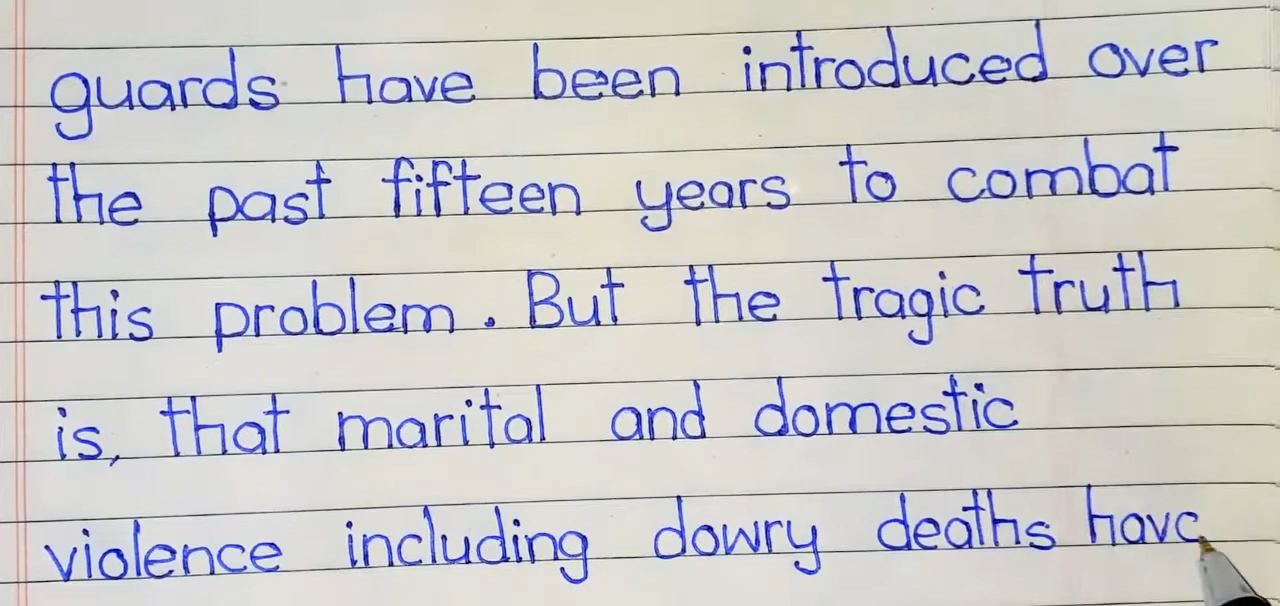 guards have been introduced over
the past fifteen years to combat
this problem. But the tragic truth
is, that marital and domestic
violence including dowry deaths hav